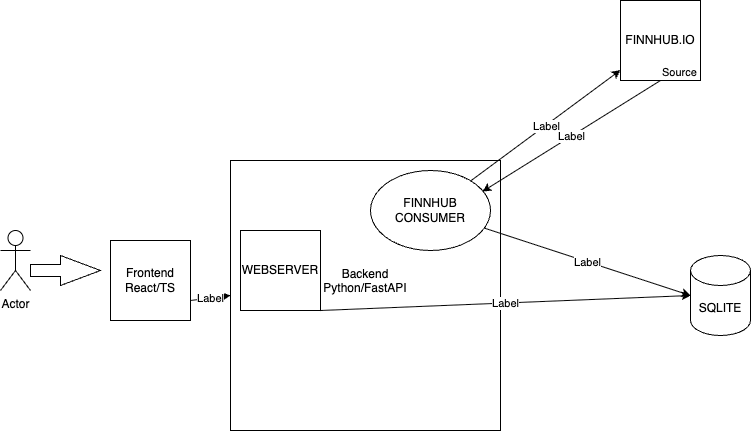 FINNHUB.IO
Source
Label
Label
FINNHUB
CONSUMER
WEBSERVER
Backend
Python/FastAPI
Frontend
React/TS
Actor
Label
Label
Label
SQLITE